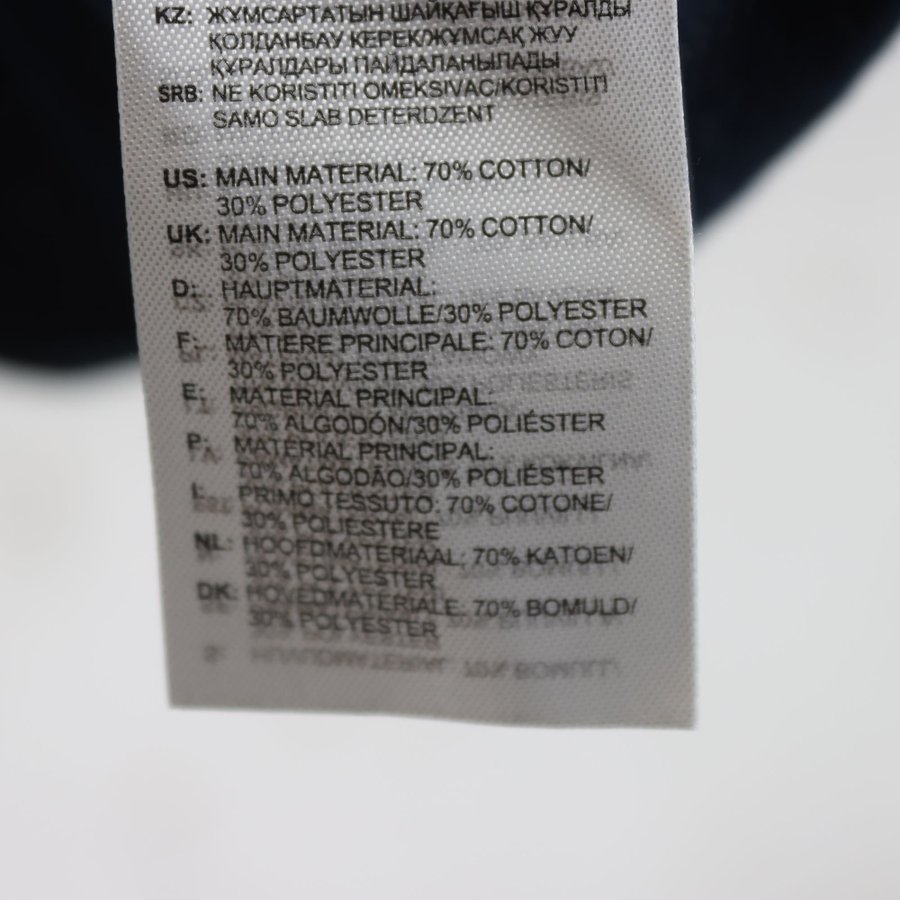 KZ: ЖҰМСАРТАТЫН ШАЙҚАҒЫШ ҚҰРАЛДЫ
ҚОЛДАНБАУ КЕРЕК/ЖҰМСАҚ ЖУУ
ҚҰРАЛДАРЫ ПАЙДАЛАНЫЛАДЫ
SRB: NE KORISTITI OMEKSIVAC/KORISTITI
SAMO SLAB DETERDZENT
US: MAIN MATERIAL: 70% COTTON/
30% POLYESTER
UK: MAIN MATERIAL: 70% COTTON/
30% POLYESTER
D: HAUPTMATERIAL:
70% BAUMWOLLE/30% POLYESTER
F: MATIERE PRINCIPALE: 70% COTON/
30% POLYESTER
E: MATERIAL PRINCIPAL:
70% ALGODÓN/30% POLIÉSTER
P: MATERIAL PRINCIPAL:
70% ALGODÃO/30% POLIÉSTER
I: PRIMO TESSUTO: 70% COTONE/
30% POLIESTERE
NL: HOOFDMATERIAAL: 70% KATOEN/
30% POLYESTER
DK: HOVEDMATERIALE: 70% BOMULD/
30% POLYESTER